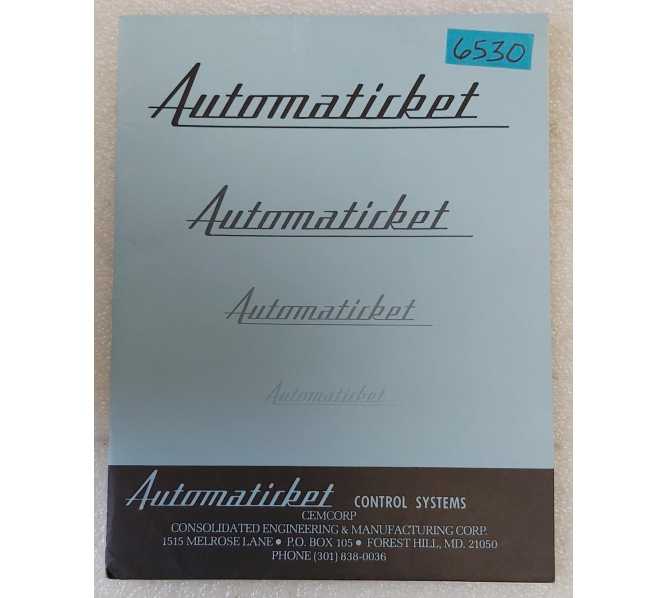 6530
Automaticket
Automaticket
Automaticket
Automaticket
Automaticket CONTROL SYSTEMS
CEMCORP
CONSOLIDATED ENGINEERING & MANUFACTURING CORP.
1515 MELROSE LANE • P.O. BOX 105 • FOREST HILL, MD. 21050
PHONE (301) 838-0036